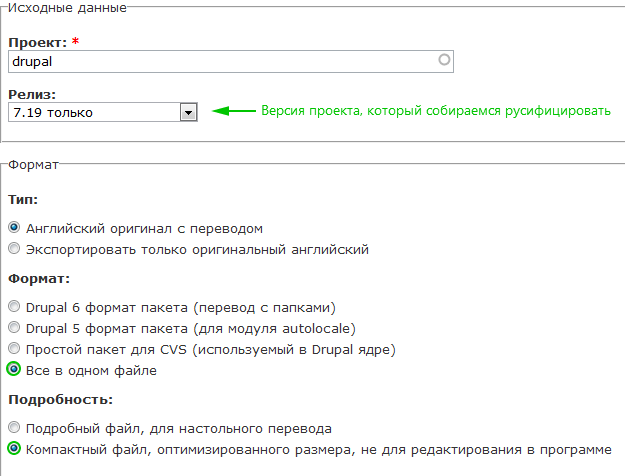 Исходные данные
Проект: *
drupal
Релиз:
7.19 только
Версия проекта, который собираемся русифицировать
Формат
Тип:
Английский оригинал с переводом
Экспортировать только оригинальный английский
Формат:
Drupal 6 формат пакета (перевод с папками)
Drupal 5 формат пакета (для модуля autolocale)
Простой пакет для CVS (используемый в Drupal ядре)
Все в одном файле
Подробность:
Подробный файл, для настольного перевода
Компактный файл, оптимизированного размера, не для редактирования в программе